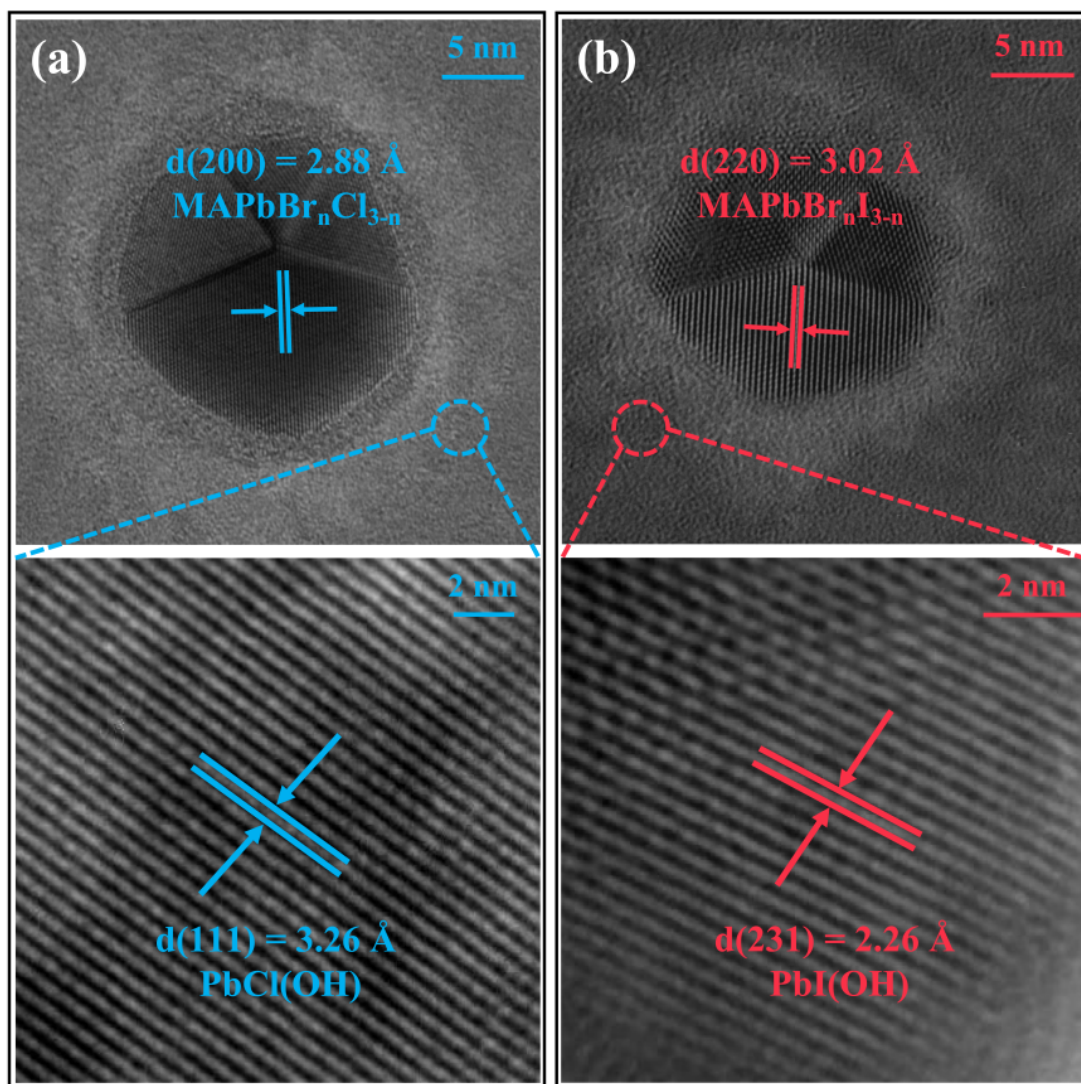 (a)
5 nm
d(200) = 2.88 Å
MAPbBrₙCl₃₋ₙ
2 nm
d(111) = 3.26 Å
PbCl(OH)
(b)
5 nm
d(220) = 3.02 Å
MAPbBrₙI₃₋ₙ
2 nm
d(231) = 2.26 Å
PbI(OH)